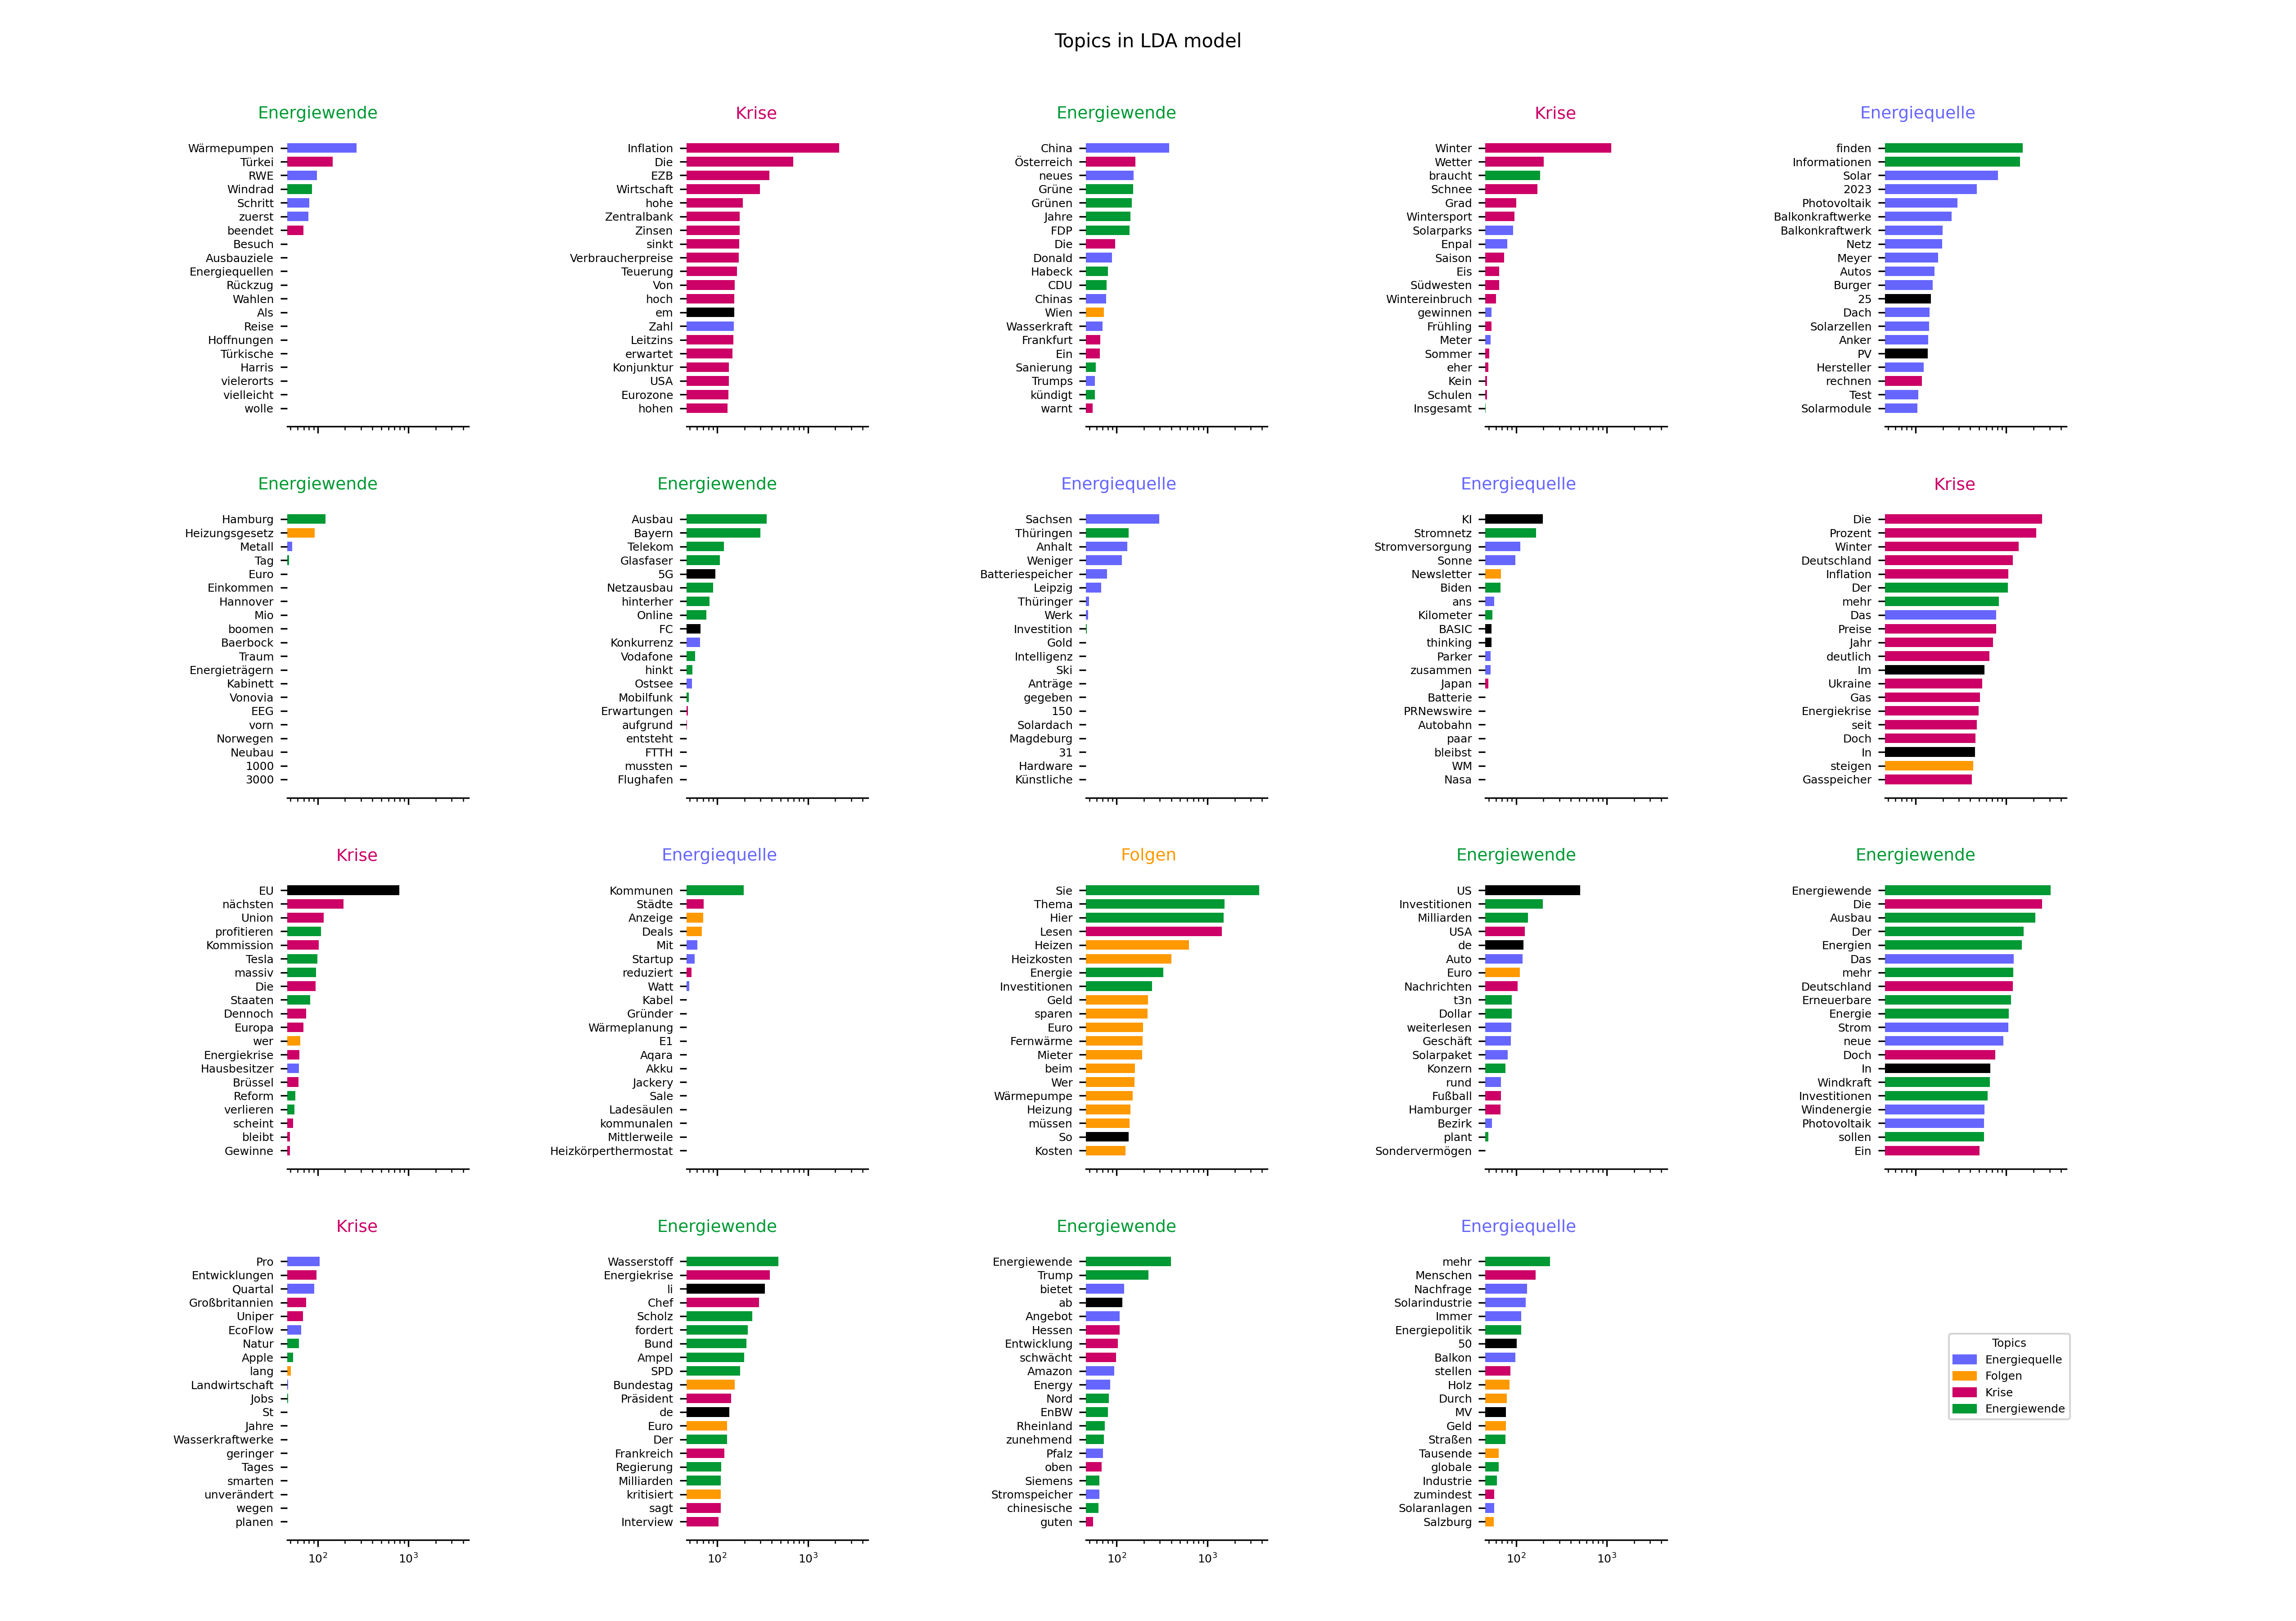 Topics in LDA model
Energiewende
Wärmepumpen
Türkei
RWE
Windrad
Schritt
zuerst
beendet
Besuch
Ausbauziele
Energiequellen
Rückzug
Wahlen
Als
Reise
Hoffnungen
Türkische
Harris
vielerorts
vielleicht
wolle
Krise
Inflation
Die
EZB
Wirtschaft
hohe
Zentralbank
Zinsen
sinkt
Verbraucherpreise
Teuerung
Von
hoch
em
Zahl
Leitzins
erwartet
Konjunktur
USA
Eurozone
hohen
Energiewende
China
Österreich
neues
Grüne
Grünen
Jahre
FDP
Die
Donald
Habeck
CDU
Chinas
Wien
Wasserkraft
Frankfurt
Ein
Sanierung
Trumps
kündigt
warnt
Krise
Winter
Wetter
braucht
Schnee
Grad
Wintersport
Solarparks
Enpal
Saison
Eis
Südwesten
Wintereinbruch
gewinnen
Frühling
Meter
Sommer
eher
Kein
Schulen
Insgesamt
Energiequelle
finden
Informationen
Solar
2023
Photovoltaik
Balkonkraftwerke
Balkonkraftwerk
Netz
Meyer
Autos
Burger
25
Dach
Solarzellen
Anker
PV
Hersteller
rechnen
Test
Solarmodule
Energiewende
Hamburg
Heizungsgesetz
Metall
Tag
Euro
Einkommen
Hannover
Mio
boomen
Baerbock
Traum
Energieträgern
Kabinett
Vonovia
EEG
vorn
Norwegen
Neubau
1000
3000
Energiewende
Ausbau
Bayern
Telekom
Glasfaser
5G
Netzausbau
hinterher
Online
FC
Konkurrenz
Vodafone
hinkt
Ostsee
Mobilfunk
Erwartungen
aufgrund
entsteht
FTTH
mussten
Flughafen
Energiequelle
Sachsen
Thüringen
Anhalt
Weniger
Batteriespeicher
Leipzig
Thüringer
Werk
Investition
Gold
Intelligenz
Ski
Anträge
gegeben
150
Solardach
Magdeburg
31
Hardware
Künstliche
Energiequelle
KI
Stromnetz
Stromversorgung
Sonne
Newsletter
Biden
ans
Kilometer
BASIC
thinking
Parker
zusammen
Japan
Batterie
PRNewswire
Autobahn
paar
bleibst
WM
Nasa
Krise
Die
Prozent
Winter
Deutschland
Inflation
Der
mehr
Das
Preise
Jahr
deutlich
Im
Ukraine
Gas
Energiekrise
seit
Doch
In
steigen
Gasspeicher
Krise
EU
nächsten
Union
profitieren
Kommission
Tesla
massiv
Die
Staaten
Dennoch
Europa
wer
Energiekrise
Hausbesitzer
Brüssel
Reform
verlieren
scheint
bleibt
Gewinne
Energiequelle
Kommunen
Städte
Anzeige
Deals
Mit
Startup
reduziert
Watt
Kabel
Gründer
Wärmeplanung
E1
Aqara
Akku
Jackery
Sale
Ladesäulen
kommunalen
Mittlerweile
Heizkörperthermostat
Folgen
Sie
Thema
Hier
Lesen
Heizen
Heizkosten
Energie
Investitionen
Geld
sparen
Euro
Fernwärme
Mieter
beim
Wer
Wärmepumpe
Heizung
müssen
So
Kosten
Energiewende
US
Investitionen
Milliarden
USA
de
Auto
Euro
Nachrichten
t3n
Dollar
weiterlesen
Geschäft
Solarpaket
Konzern
rund
Fußball
Hamburger
Bezirk
plant
Sondervermögen
Energiewende
Energiewende
Die
Ausbau
Der
Energien
Das
mehr
Deutschland
Erneuerbare
Energie
Strom
neue
Doch
In
Windkraft
Investitionen
Windenergie
Photovoltaik
sollen
Ein
Krise
Pro
Entwicklungen
Quartal
Großbritannien
Uniper
EcoFlow
Natur
Apple
lang
Landwirtschaft
Jobs
St
Jahre
Wasserkraftwerke
geringer
Tages
smarten
unverändert
wegen
planen
10²
10³
Energiewende
Wasserstoff
Energiekrise
li
Chef
Scholz
fordert
Bund
Ampel
SPD
Bundestag
Präsident
de
Euro
Der
Frankreich
Regierung
Milliarden
kritisiert
sagt
Interview
10²
10³
Energiewende
Energiewende
Trump
bietet
ab
Angebot
Hessen
Entwicklung
schwächt
Amazon
Energy
Nord
EnBW
Rheinland
zunehmend
Pfalz
oben
Siemens
Stromspeicher
chinesische
guten
10²
10³
Energiequelle
mehr
Menschen
Nachfrage
Solarindustrie
Immer
Energiepolitik
50
Balkon
stellen
Holz
Durch
MV
Geld
Straßen
Tausende
globale
Industrie
zumindest
Solaranlagen
Salzburg
10²
10³
Topics
Energiequelle
Folgen
Krise
Energiewende